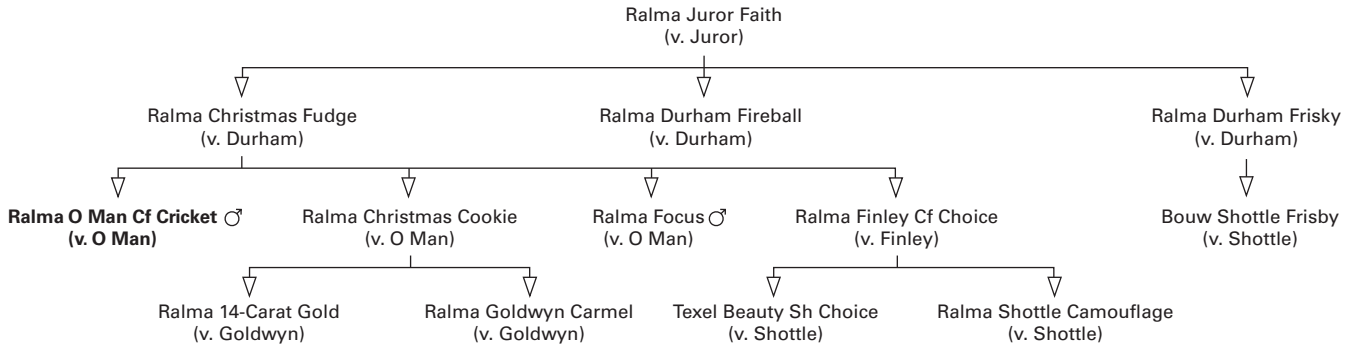 Ralma Juror Faith
(v. Juror)
Ralma Christmas Fudge
(v. Durham)
Ralma Durham Fireball
(v. Durham)
Ralma Durham Frisky
(v. Durham)
Ralma O Man Cf Cricket ♂
(v. O Man)
Ralma Christmas Cookie
(v. O Man)
Ralma Focus ♂
(v. O Man)
Ralma Finley Cf Choice
(v. Finley)
Bouw Shottle Frisby
(v. Shottle)
Ralma 14-Carat Gold
(v. Goldwyn)
Ralma Goldwyn Carmel
(v. Goldwyn)
Texel Beauty Sh Choice
(v. Shottle)
Ralma Shottle Camouflage
(v. Shottle)